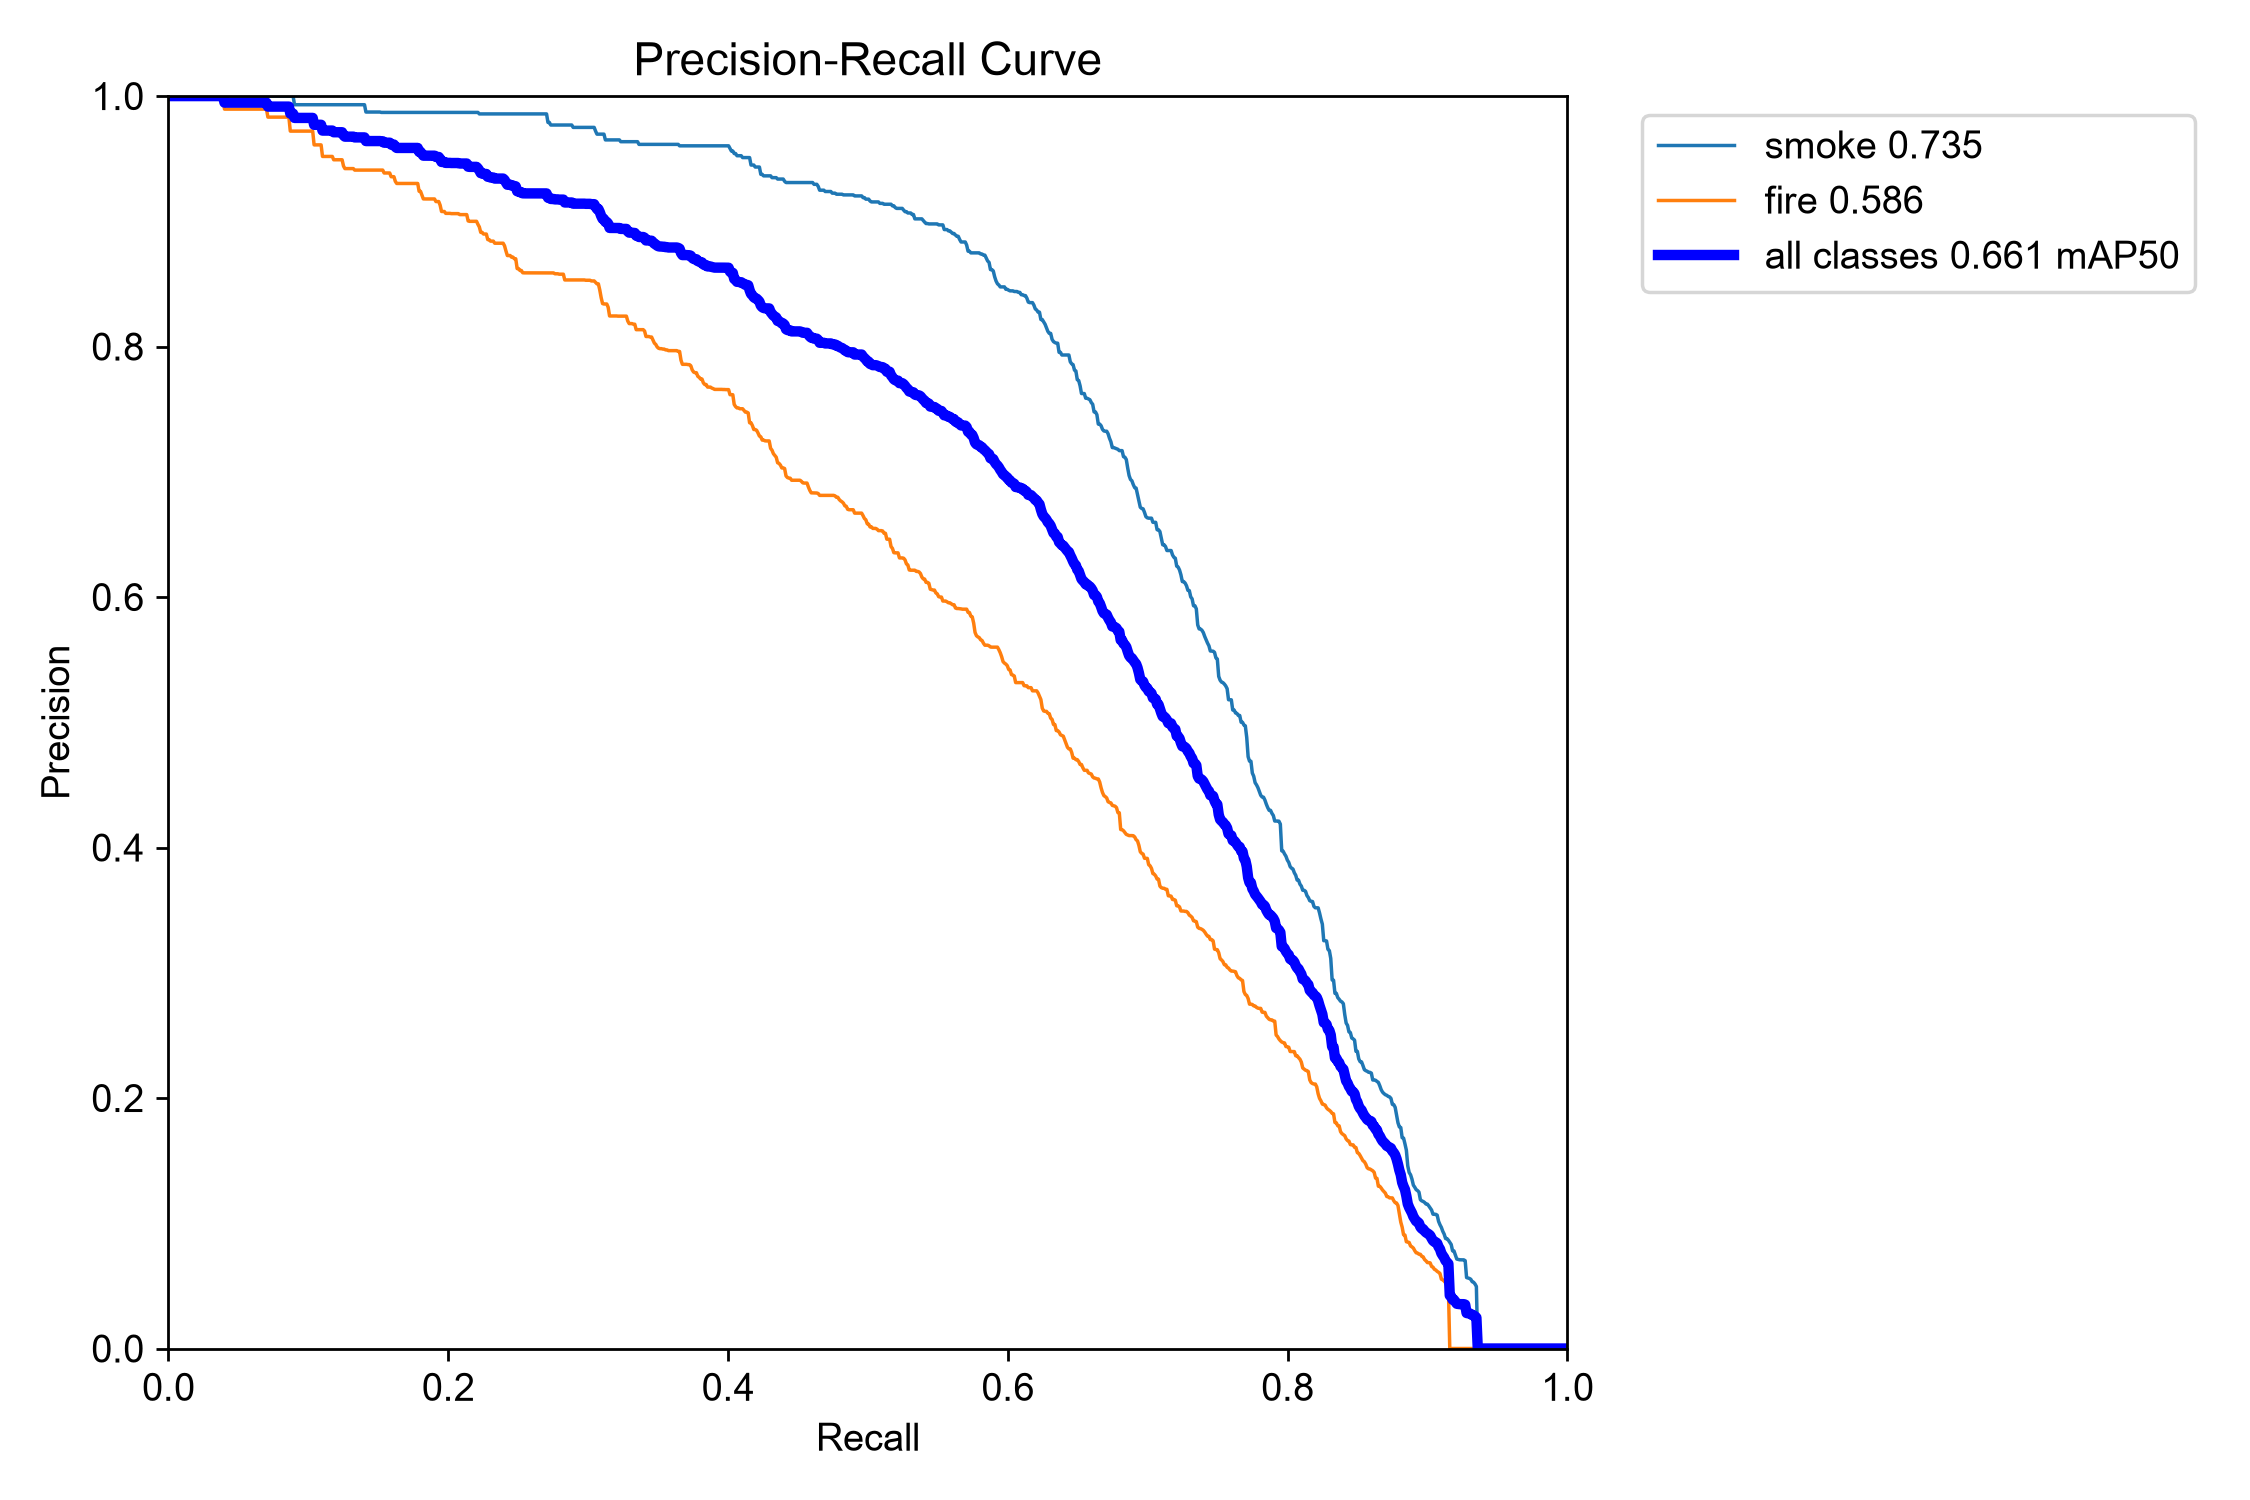 Precision-Recall Curve
1.0
0.8
0.6
0.4
0.2
0.0
Precision
0.0 0.2 0.4 0.6 0.8 1.0
Recall
smoke 0.735
fire 0.586
all classes 0.661 mAP50